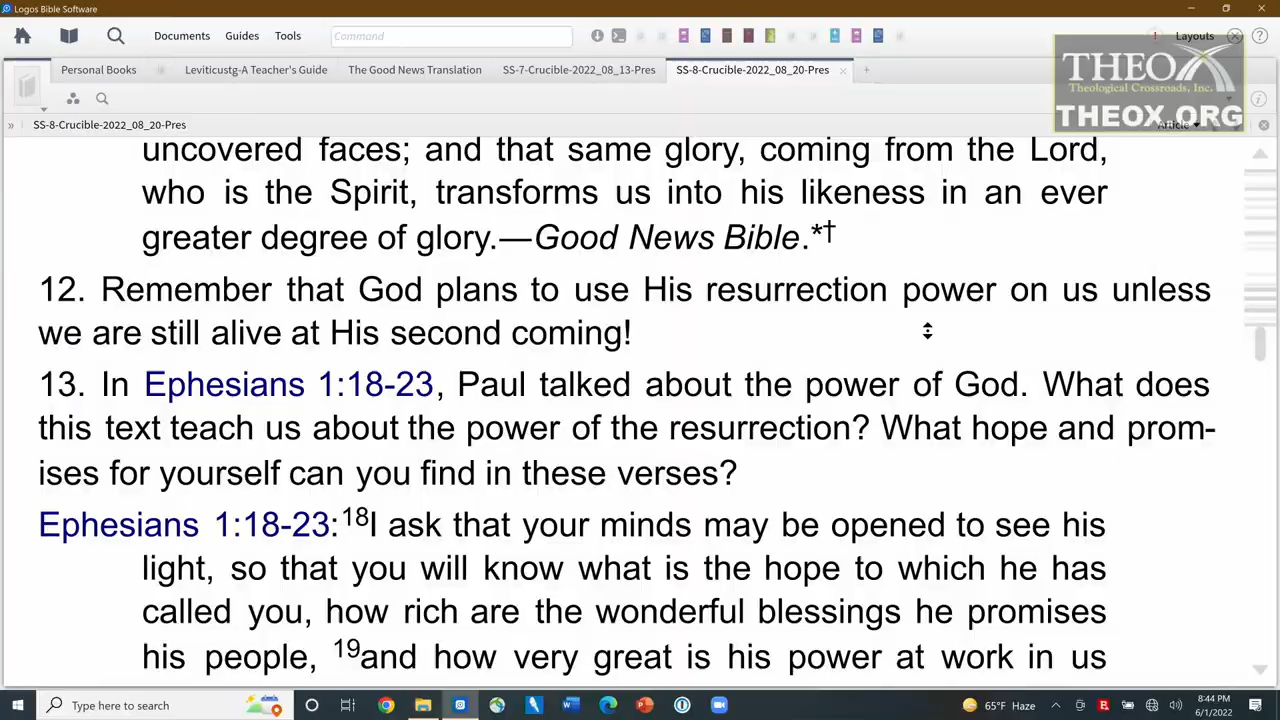 Logos Bible Software
Documents Guides Tools Command Layouts
THEOX
Theological Crossroads, Inc.
THEOX.ORG
Personal Books Leviticustg-A Teacher's Guide The Good News Translation SS-7-Crucible-2022_08_13-Pres SS-8-Crucible-2022_08_20-Pres
SS-8-Crucible-2022_08_20-Pres Article
uncovered faces; and that same glory, coming from the Lord,
who is the Spirit, transforms us into his likeness in an ever
greater degree of glory.—Good News Bible.*†
12. Remember that God plans to use His resurrection power on us unless
we are still alive at His second coming!
13. In Ephesians 1:18-23, Paul talked about the power of God. What does
this text teach us about the power of the resurrection? What hope and prom-
ises for yourself can you find in these verses?
Ephesians 1:18-23:18I ask that your minds may be opened to see his
light, so that you will know what is the hope to which he has
called you, how rich are the wonderful blessings he promises
his people, 19and how very great is his power at work in us
Type here to search 65°F Haze 8:44 PM
6/1/2022